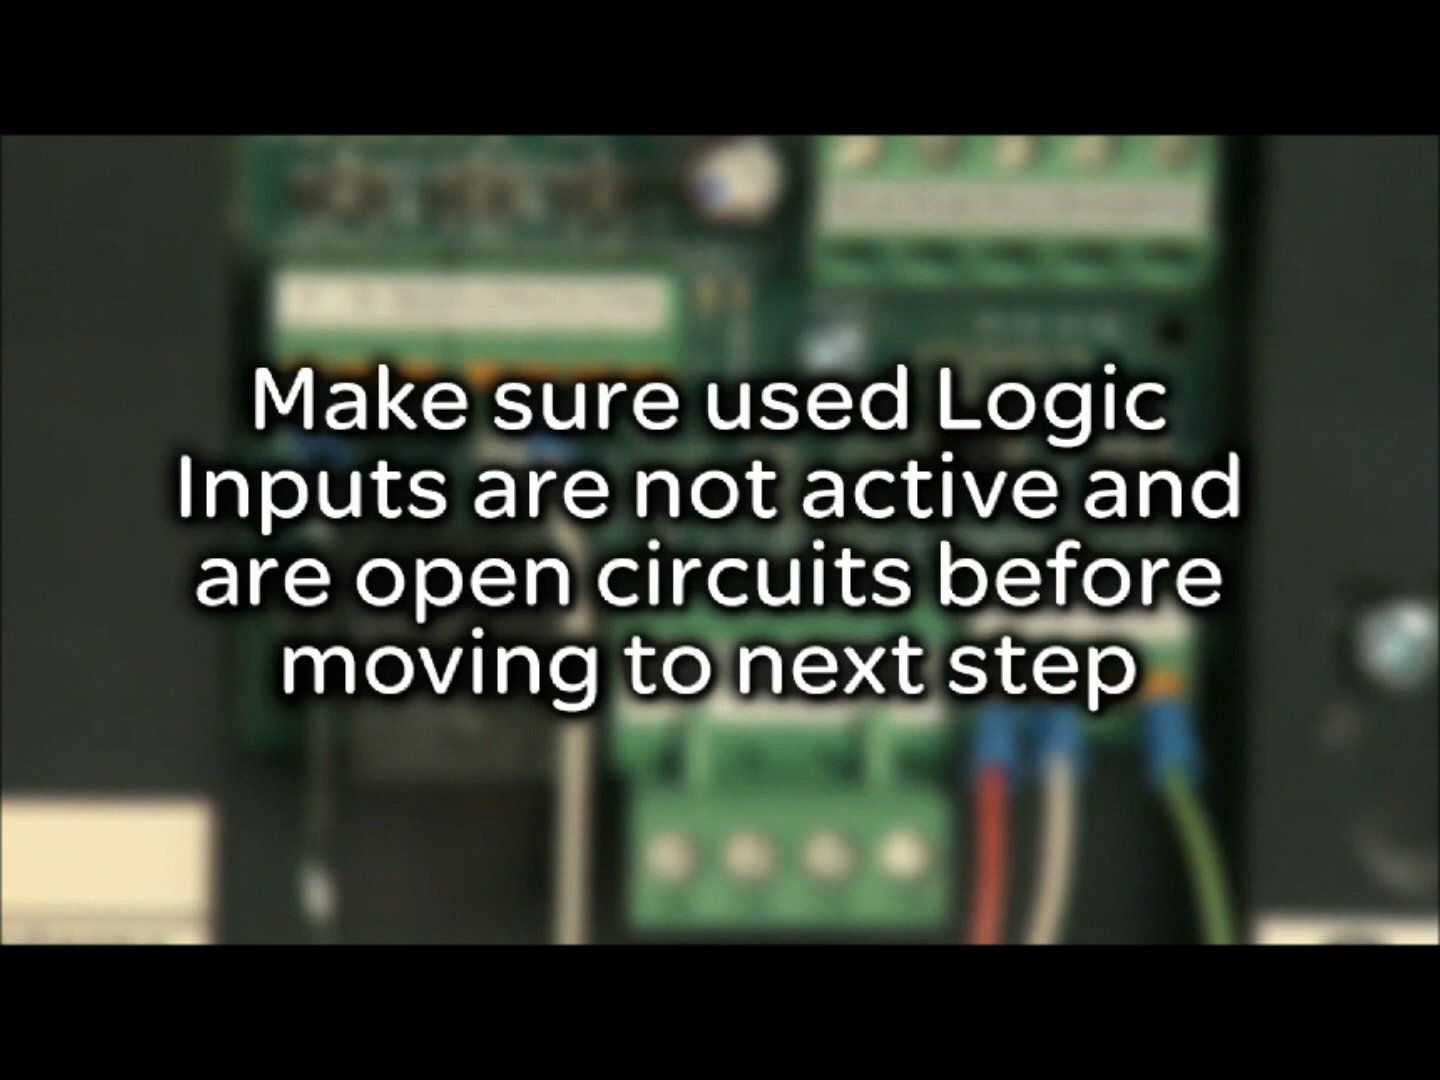 Make sure used Logic
Inputs are not active and
are open circuits before
moving to next step